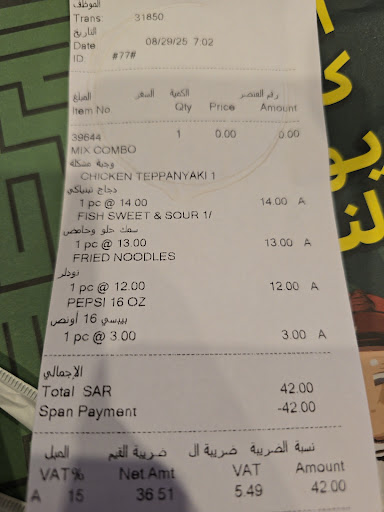 الموظف
Trans: 31850
التاريخ
Date 08/29/25 7:02
ID: #77#
المبلغ السعر الكمية رقم العنصر
Item No. Qty Price Amount
39644 1 0.00 0.00
MIX COMBO
وجبة مشكلة
CHICKEN TEPPANYAKI 1
دجاج تيبنياكي
1 pc @ 14.00 14.00 A
FISH SWEET & SOUR 1/
سمك حلو وحامض
1 pc @ 13.00 13.00 A
FRIED NOODLES
نودلز
1 pc @ 12.00 12.00 A
PEPSI 16 OZ
بيبسي 16 أونص
1 pc @ 3.00 3.00 A
الإجمالي
Total SAR 42.00
Span Payment -42.00
المبل ضريبة القيم ضريبة ال نسبة الضريبة
VAT% Net Amt VAT Amount
A 15 36.51 5.49 42.00